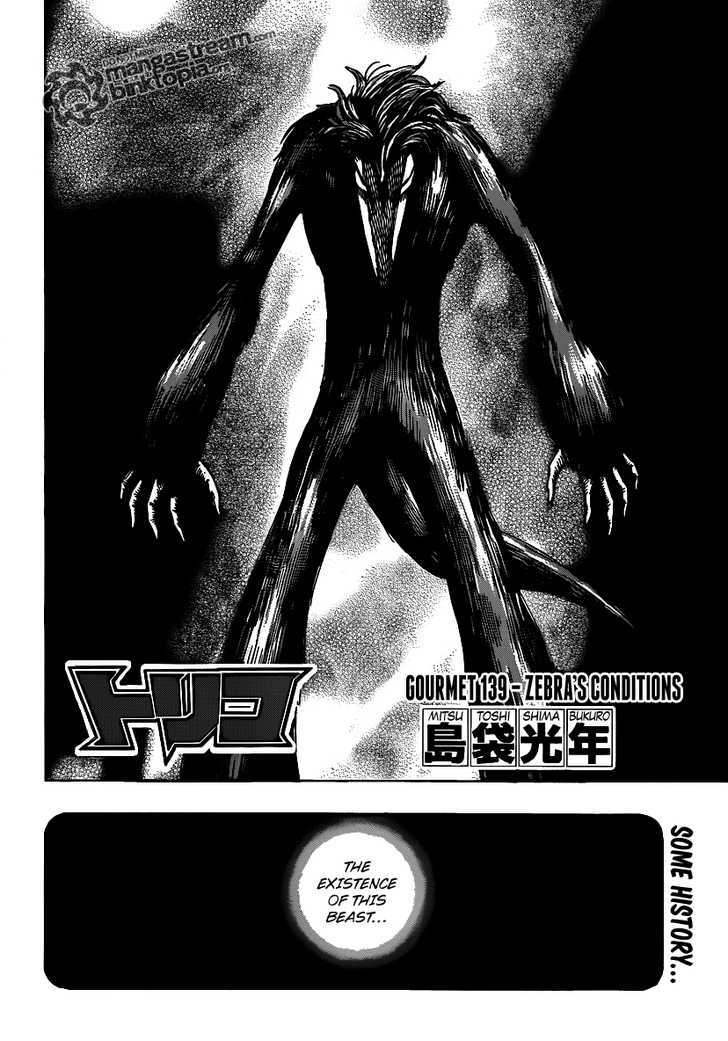 mangastream.com
binktopia.com
トリコ
GOURMET 139 - ZEBRA'S CONDITIONS
MITSU TOSHI SHIMA BUKURO
島袋光年
SOME HISTORY...
THE
EXISTENCE
OF THIS
BEAST...